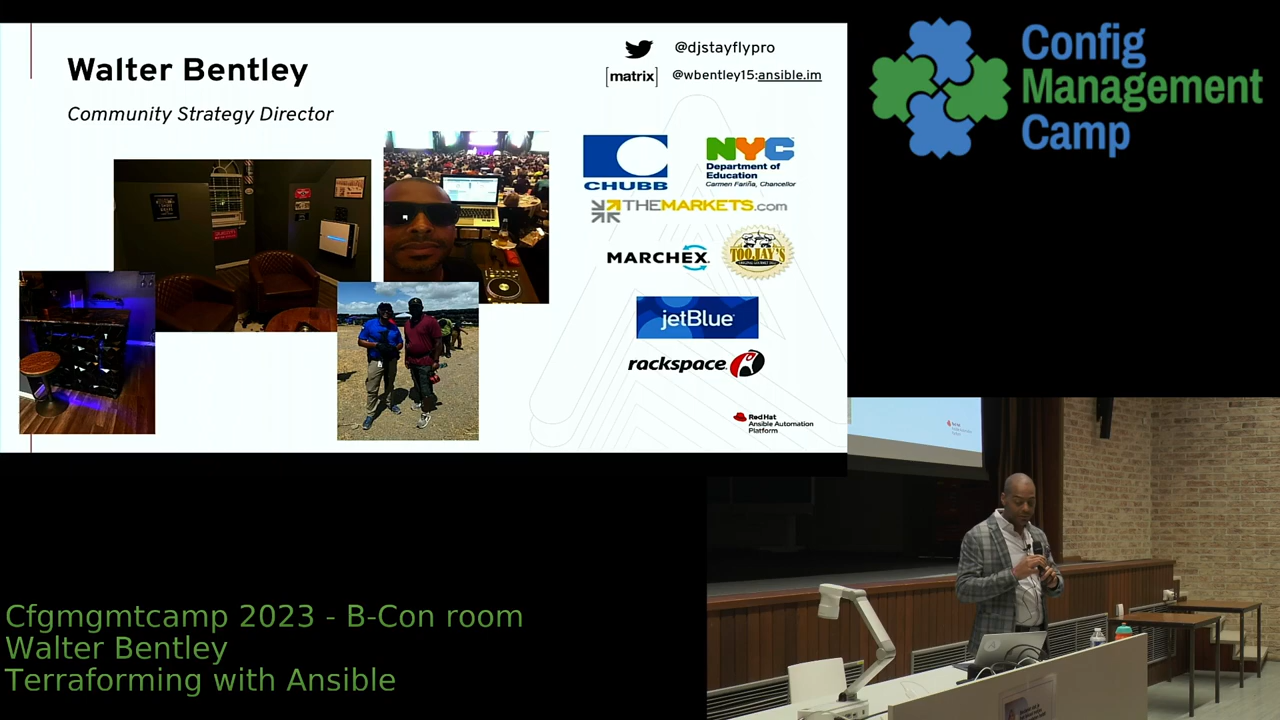 Walter Bentley
Community Strategy Director
@djstayflypro
[matrix] @wbentley15:ansible.im
CHUBB
NYC
Department of
Education
Carmen Fariña, Chancellor
THEMARKETS.com
MARCHEX
TOOJAY'S
jetBlue
rackspace
Red Hat
Ansible Automation
Platform
Config
Management
Camp
Cfgmgmtcamp 2023 - B-Con room
Walter Bentley
Terraforming with Ansible